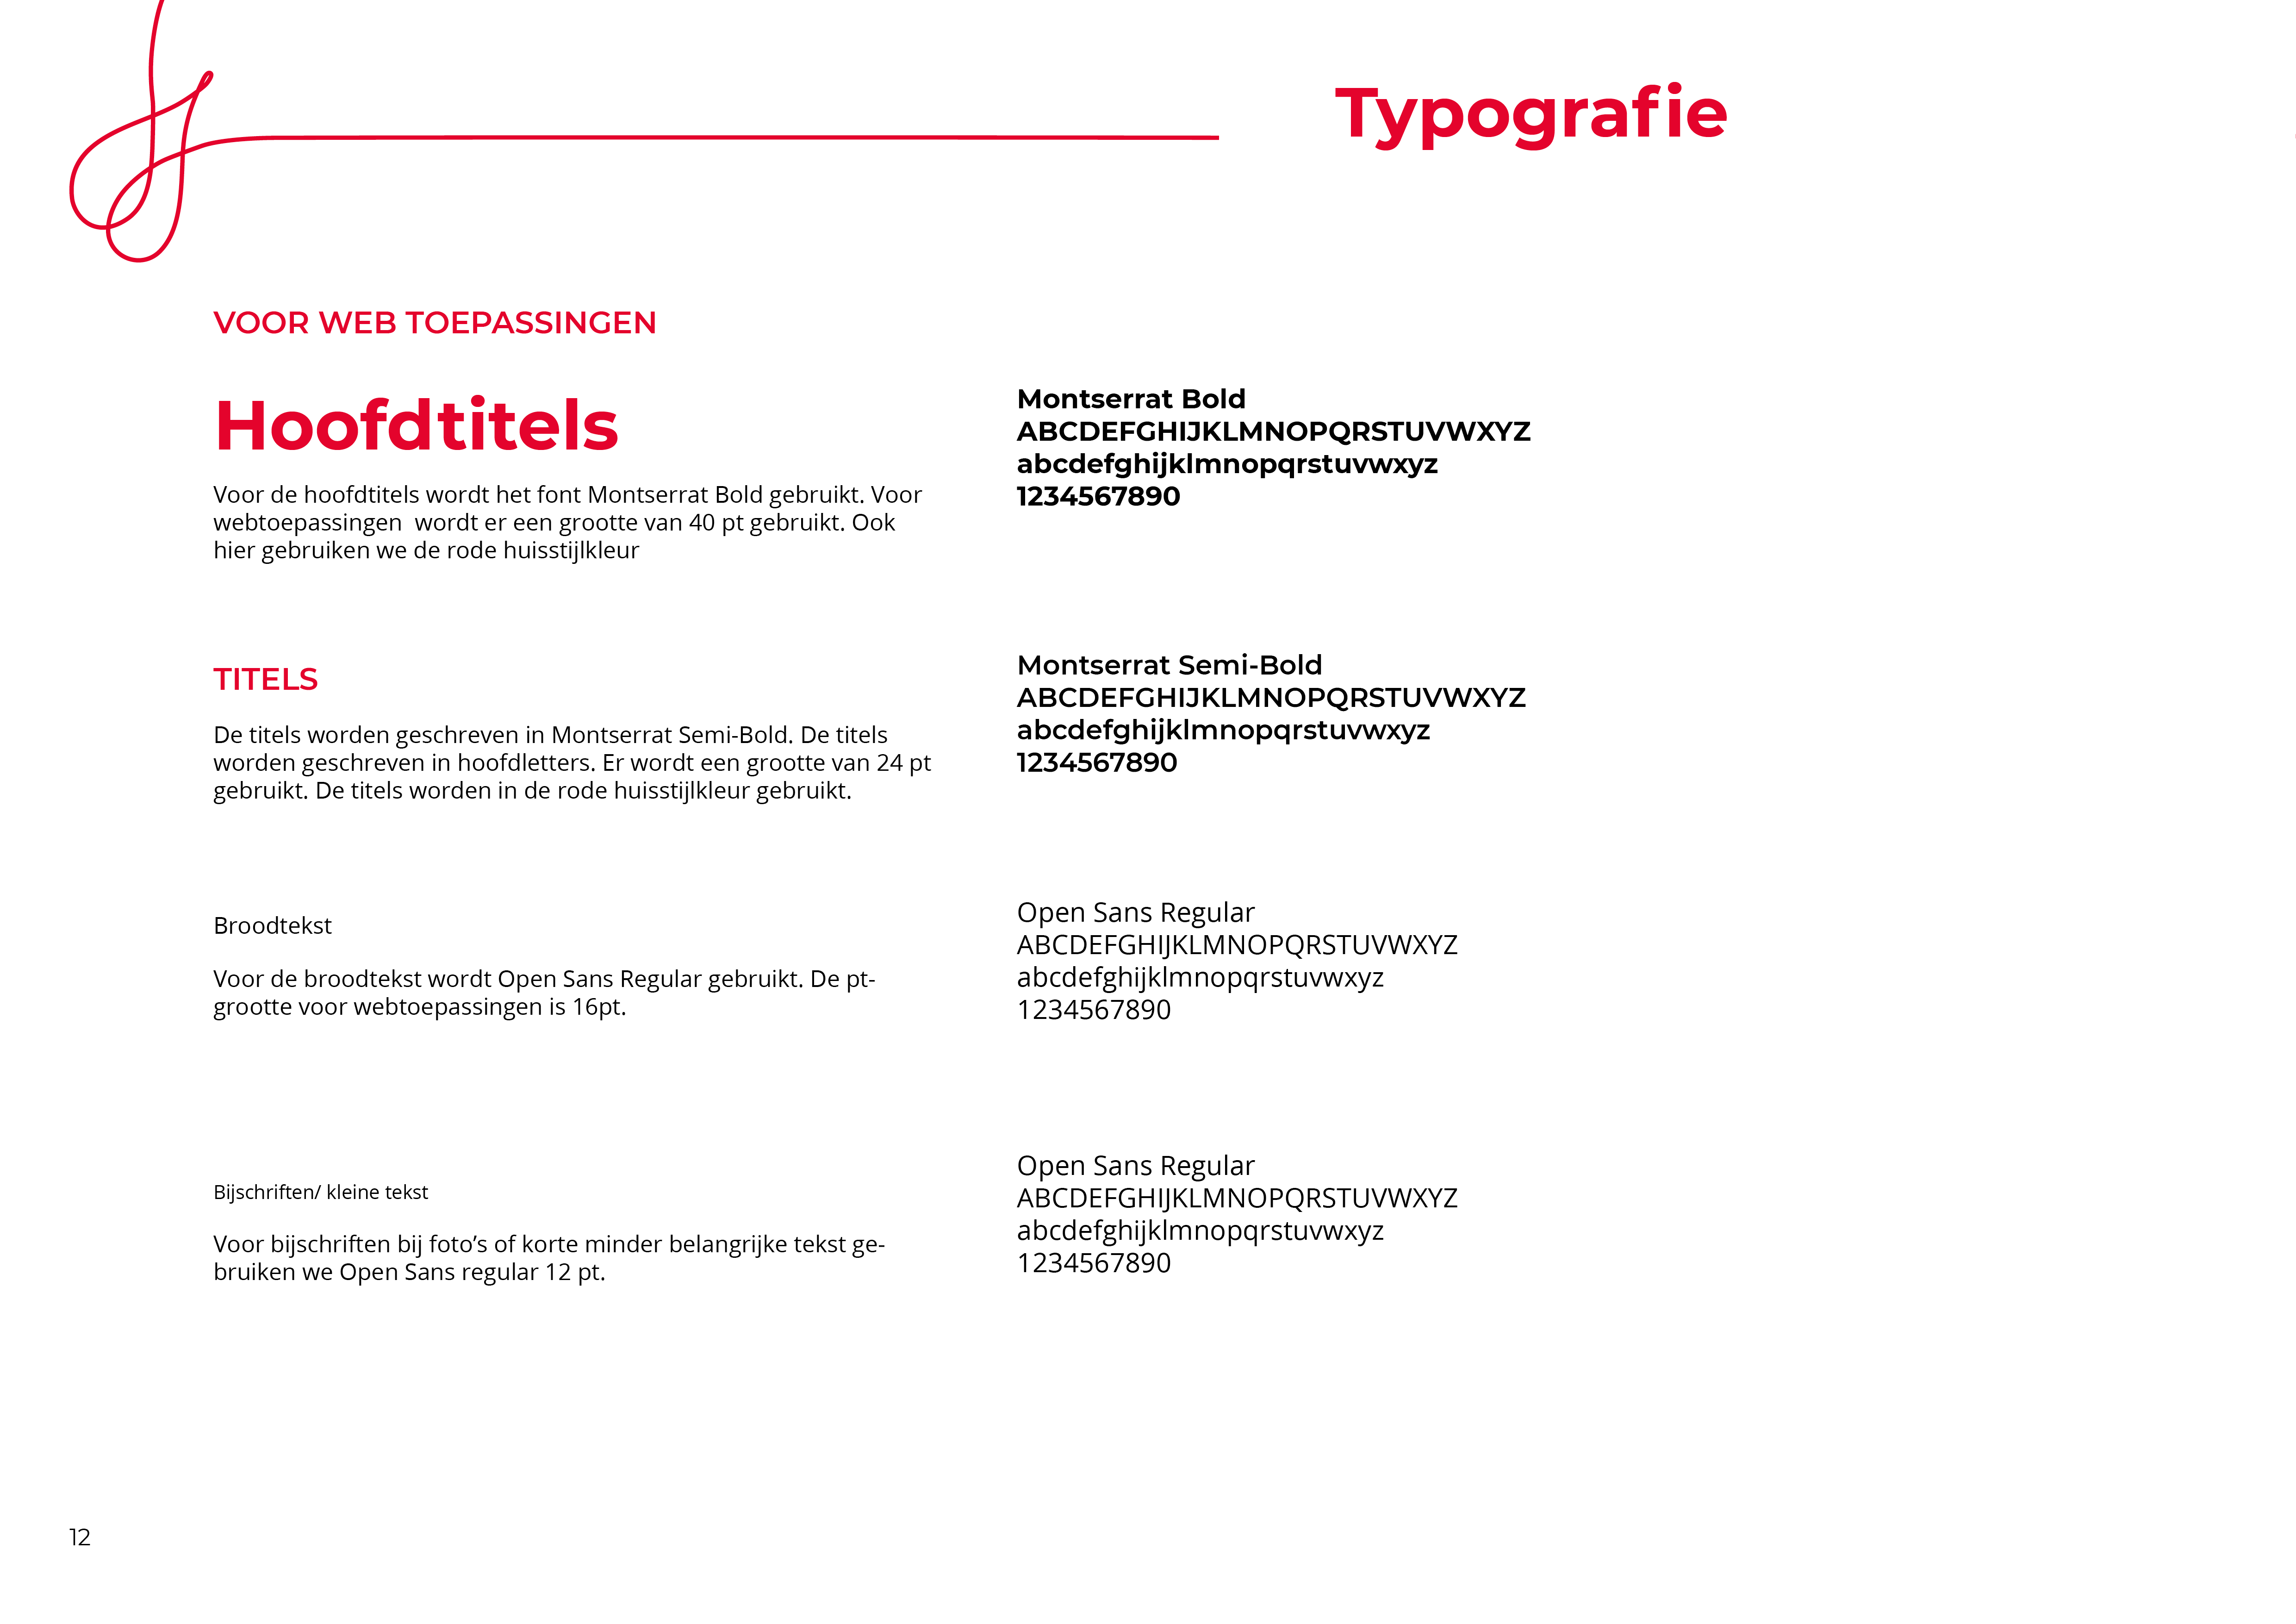 Typografie
VOOR WEB TOEPASSINGEN
Hoofdtitels
Voor de hoofdtitels wordt het font Montserrat Bold gebruikt. Voor
webtoepassingen  wordt er een grootte van 40 pt gebruikt. Ook
hier gebruiken we de rode huisstijlkleur
Montserrat Bold
ABCDEFGHIJKLMNOPQRSTUVWXYZ
abcdefghijklmnopqrstuvwxyz
1234567890
TITELS
De titels worden geschreven in Montserrat Semi-Bold. De titels
worden geschreven in hoofdletters. Er wordt een grootte van 24 pt
gebruikt. De titels worden in de rode huisstijlkleur gebruikt.
Montserrat Semi-Bold
ABCDEFGHIJKLMNOPQRSTUVWXYZ
abcdefghijklmnopqrstuvwxyz
1234567890
Broodtekst
Voor de broodtekst wordt Open Sans Regular gebruikt. De pt-
grootte voor webtoepassingen is 16pt.
Open Sans Regular
ABCDEFGHIJKLMNOPQRSTUVWXYZ
abcdefghijklmnopqrstuvwxyz
1234567890
Bijschriften/ kleine tekst
Voor bijschriften bij foto’s of korte minder belangrijke tekst ge-
bruiken we Open Sans regular 12 pt.
Open Sans Regular
ABCDEFGHIJKLMNOPQRSTUVWXYZ
abcdefghijklmnopqrstuvwxyz
1234567890
12